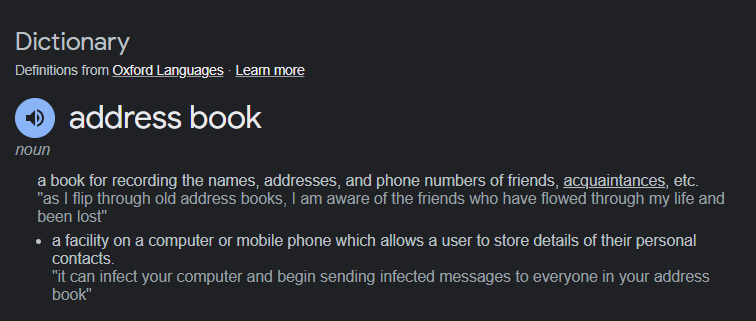 Dictionary
Definitions from Oxford Languages · Learn more
address book
noun
a book for recording the names, addresses, and phone numbers of friends, acquaintances, etc.
"as I flip through old address books, I am aware of the friends who have flowed through my life and
been lost"
• a facility on a computer or mobile phone which allows a user to store details of their personal
contacts.
"it can infect your computer and begin sending infected messages to everyone in your address
book"